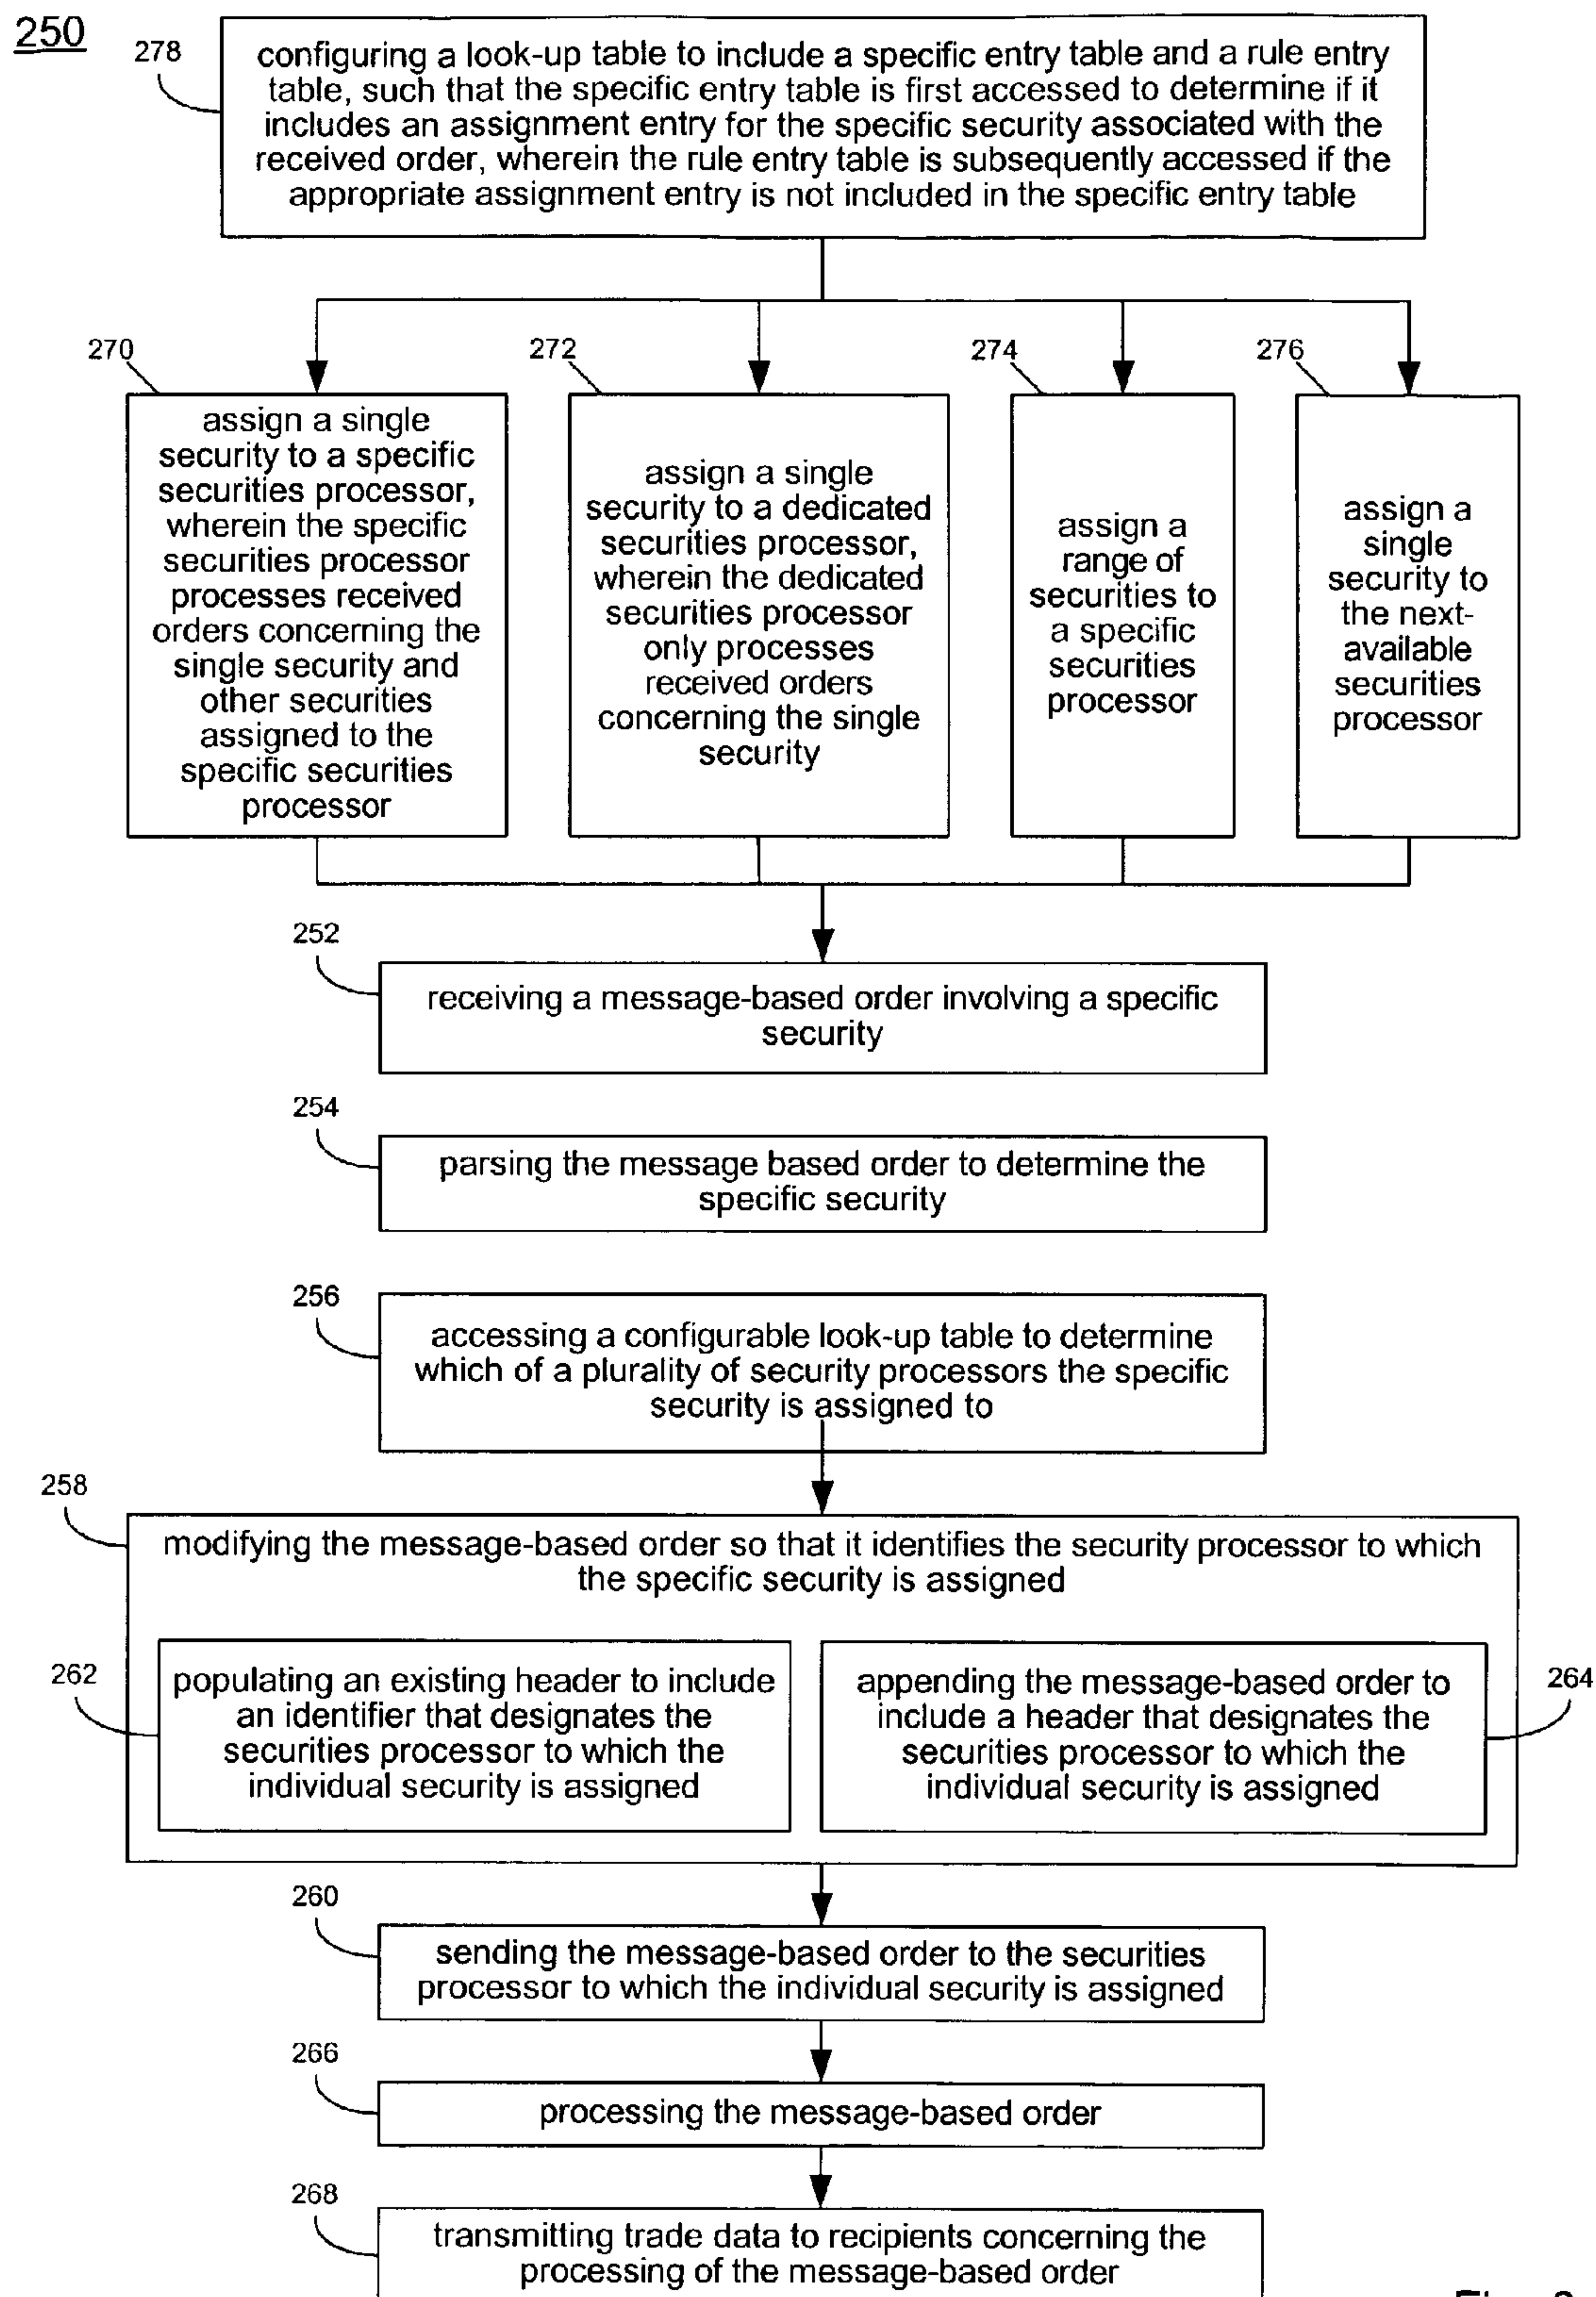 250
278
configuring a look-up table to include a specific entry table and a rule entry
table, such that the specific entry table is first accessed to determine if it
includes an assignment entry for the specific security associated with the
received order, wherein the rule entry table is subsequently accessed if the
appropriate assignment entry is not included in the specific entry table
270
assign a single
security to a specific
securities processor,
wherein the specific
securities processor
processes received
orders concerning the
single security and
other securities
assigned to the
specific securities
processor
272
assign a single
security to a dedicated
securities processor,
wherein the dedicated
securities processor
only processes
received orders
concerning the single
security
274
assign a
range of
securities to
a specific
securities
processor
276
assign a
single
security to
the next-
available
securities
processor
252
receiving a message-based order involving a specific
security
254
parsing the message based order to determine the
specific security
256
accessing a configurable look-up table to determine
which of a plurality of security processors the specific
security is assigned to
258
modifying the message-based order so that it identifies the security processor to which
the specific security is assigned
262
populating an existing header to include
an identifier that designates the
securities processor to which the
individual security is assigned
appending the message-based order to
include a header that designates the
securities processor to which the
individual security is assigned
264
260
sending the message-based order to the securities
processor to which the individual security is assigned
266
processing the message-based order
268
transmitting trade data to recipients concerning the
processing of the message-based order